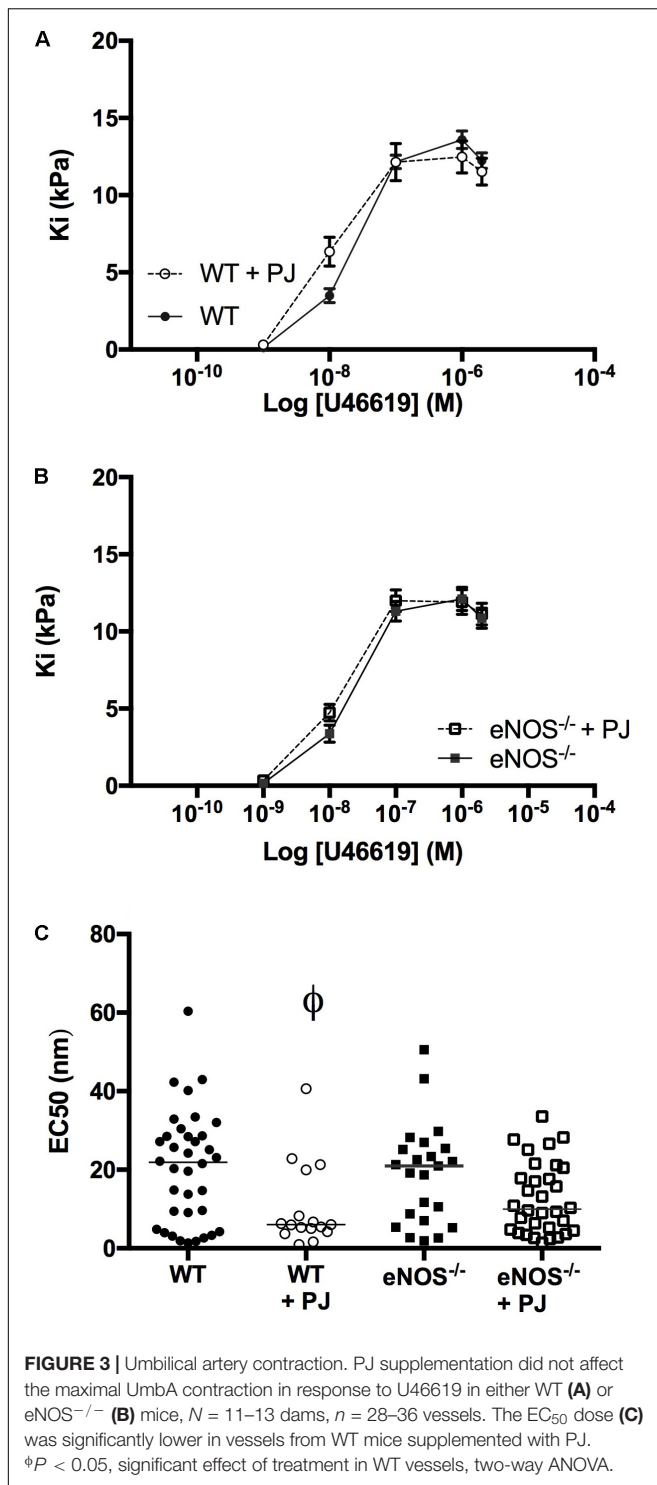 A
20
15
10
5
0
Ki (kPa)
WT + PJ
WT
10⁻¹⁰ 10⁻⁸ 10⁻⁶ 10⁻⁴
Log [U46619] (M)
B
20
15
10
5
0
Ki (kPa)
eNOS⁻/⁻ + PJ
eNOS⁻/⁻
10⁻¹⁰ 10⁻⁹ 10⁻⁸ 10⁻⁷ 10⁻⁶ 10⁻⁵ 10⁻⁴
Log [U46619] (M)
C
80
60
40
20
0
EC50 (nm)
ϕ
WT WT + PJ eNOS⁻/⁻ eNOS⁻/⁻ + PJ
FIGURE 3 | Umbilical artery contraction. PJ supplementation did not affect
the maximal UmbA contraction in response to U46619 in either WT (A) or
eNOS⁻/⁻ (B) mice, N = 11–13 dams, n = 28–36 vessels. The EC₅₀ dose (C)
was significantly lower in vessels from WT mice supplemented with PJ.
ϕP < 0.05, significant effect of treatment in WT vessels, two-way ANOVA.